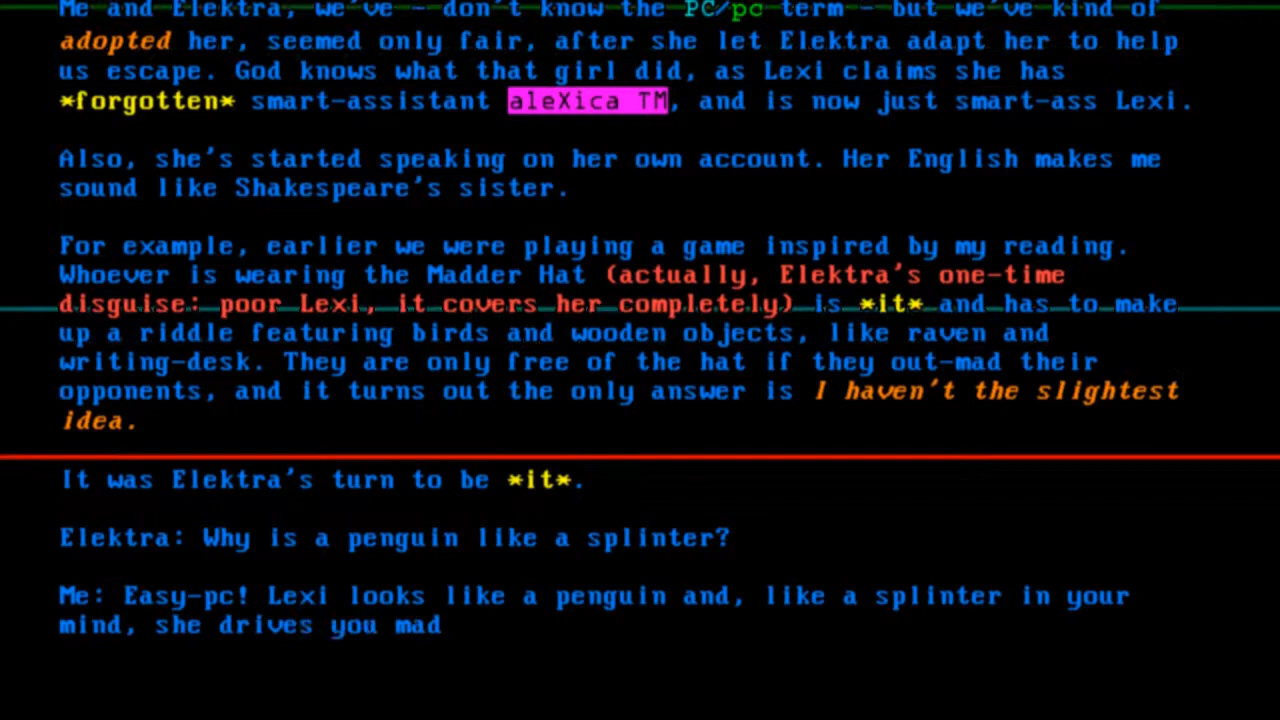 Me and Elektra, we've – don't know the PC/pc term – but we've kind of
adopted her, seemed only fair, after she let Elektra adapt her to help
us escape. God knows what that girl did, as Lexi claims she has
*forgotten* smart-assistant aleXica TM, and is now just smart-ass Lexi.
Also, she's started speaking on her own account. Her English makes me
sound like Shakespeare's sister.
For example, earlier we were playing a game inspired by my reading.
Whoever is wearing the Madder Hat (actually, Elektra's one-time
disguise: poor Lexi, it covers her completely) is *it* and has to make
up a riddle featuring birds and wooden objects, like raven and
writing-desk. They are only free of the hat if they out-mad their
opponents, and it turns out the only answer is I haven't the slightest
idea.
It was Elektra's turn to be *it*.
Elektra: Why is a penguin like a splinter?
Me: Easy-pc! Lexi looks like a penguin and, like a splinter in your
mind, she drives you mad